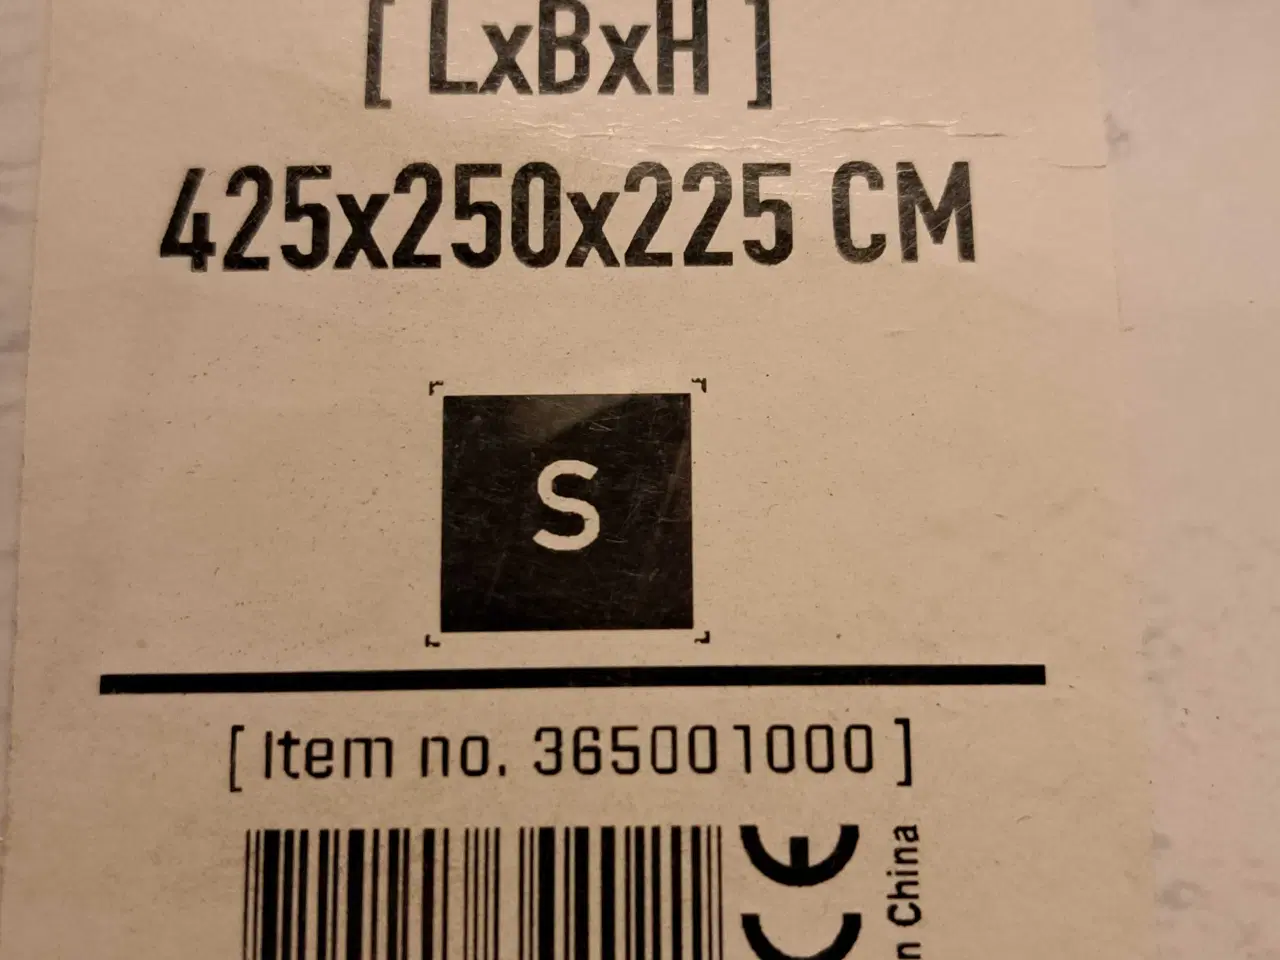 [ LxBxH ]
425x250x225 CM
S
[ Item no. 365001000 ]
CE
n China